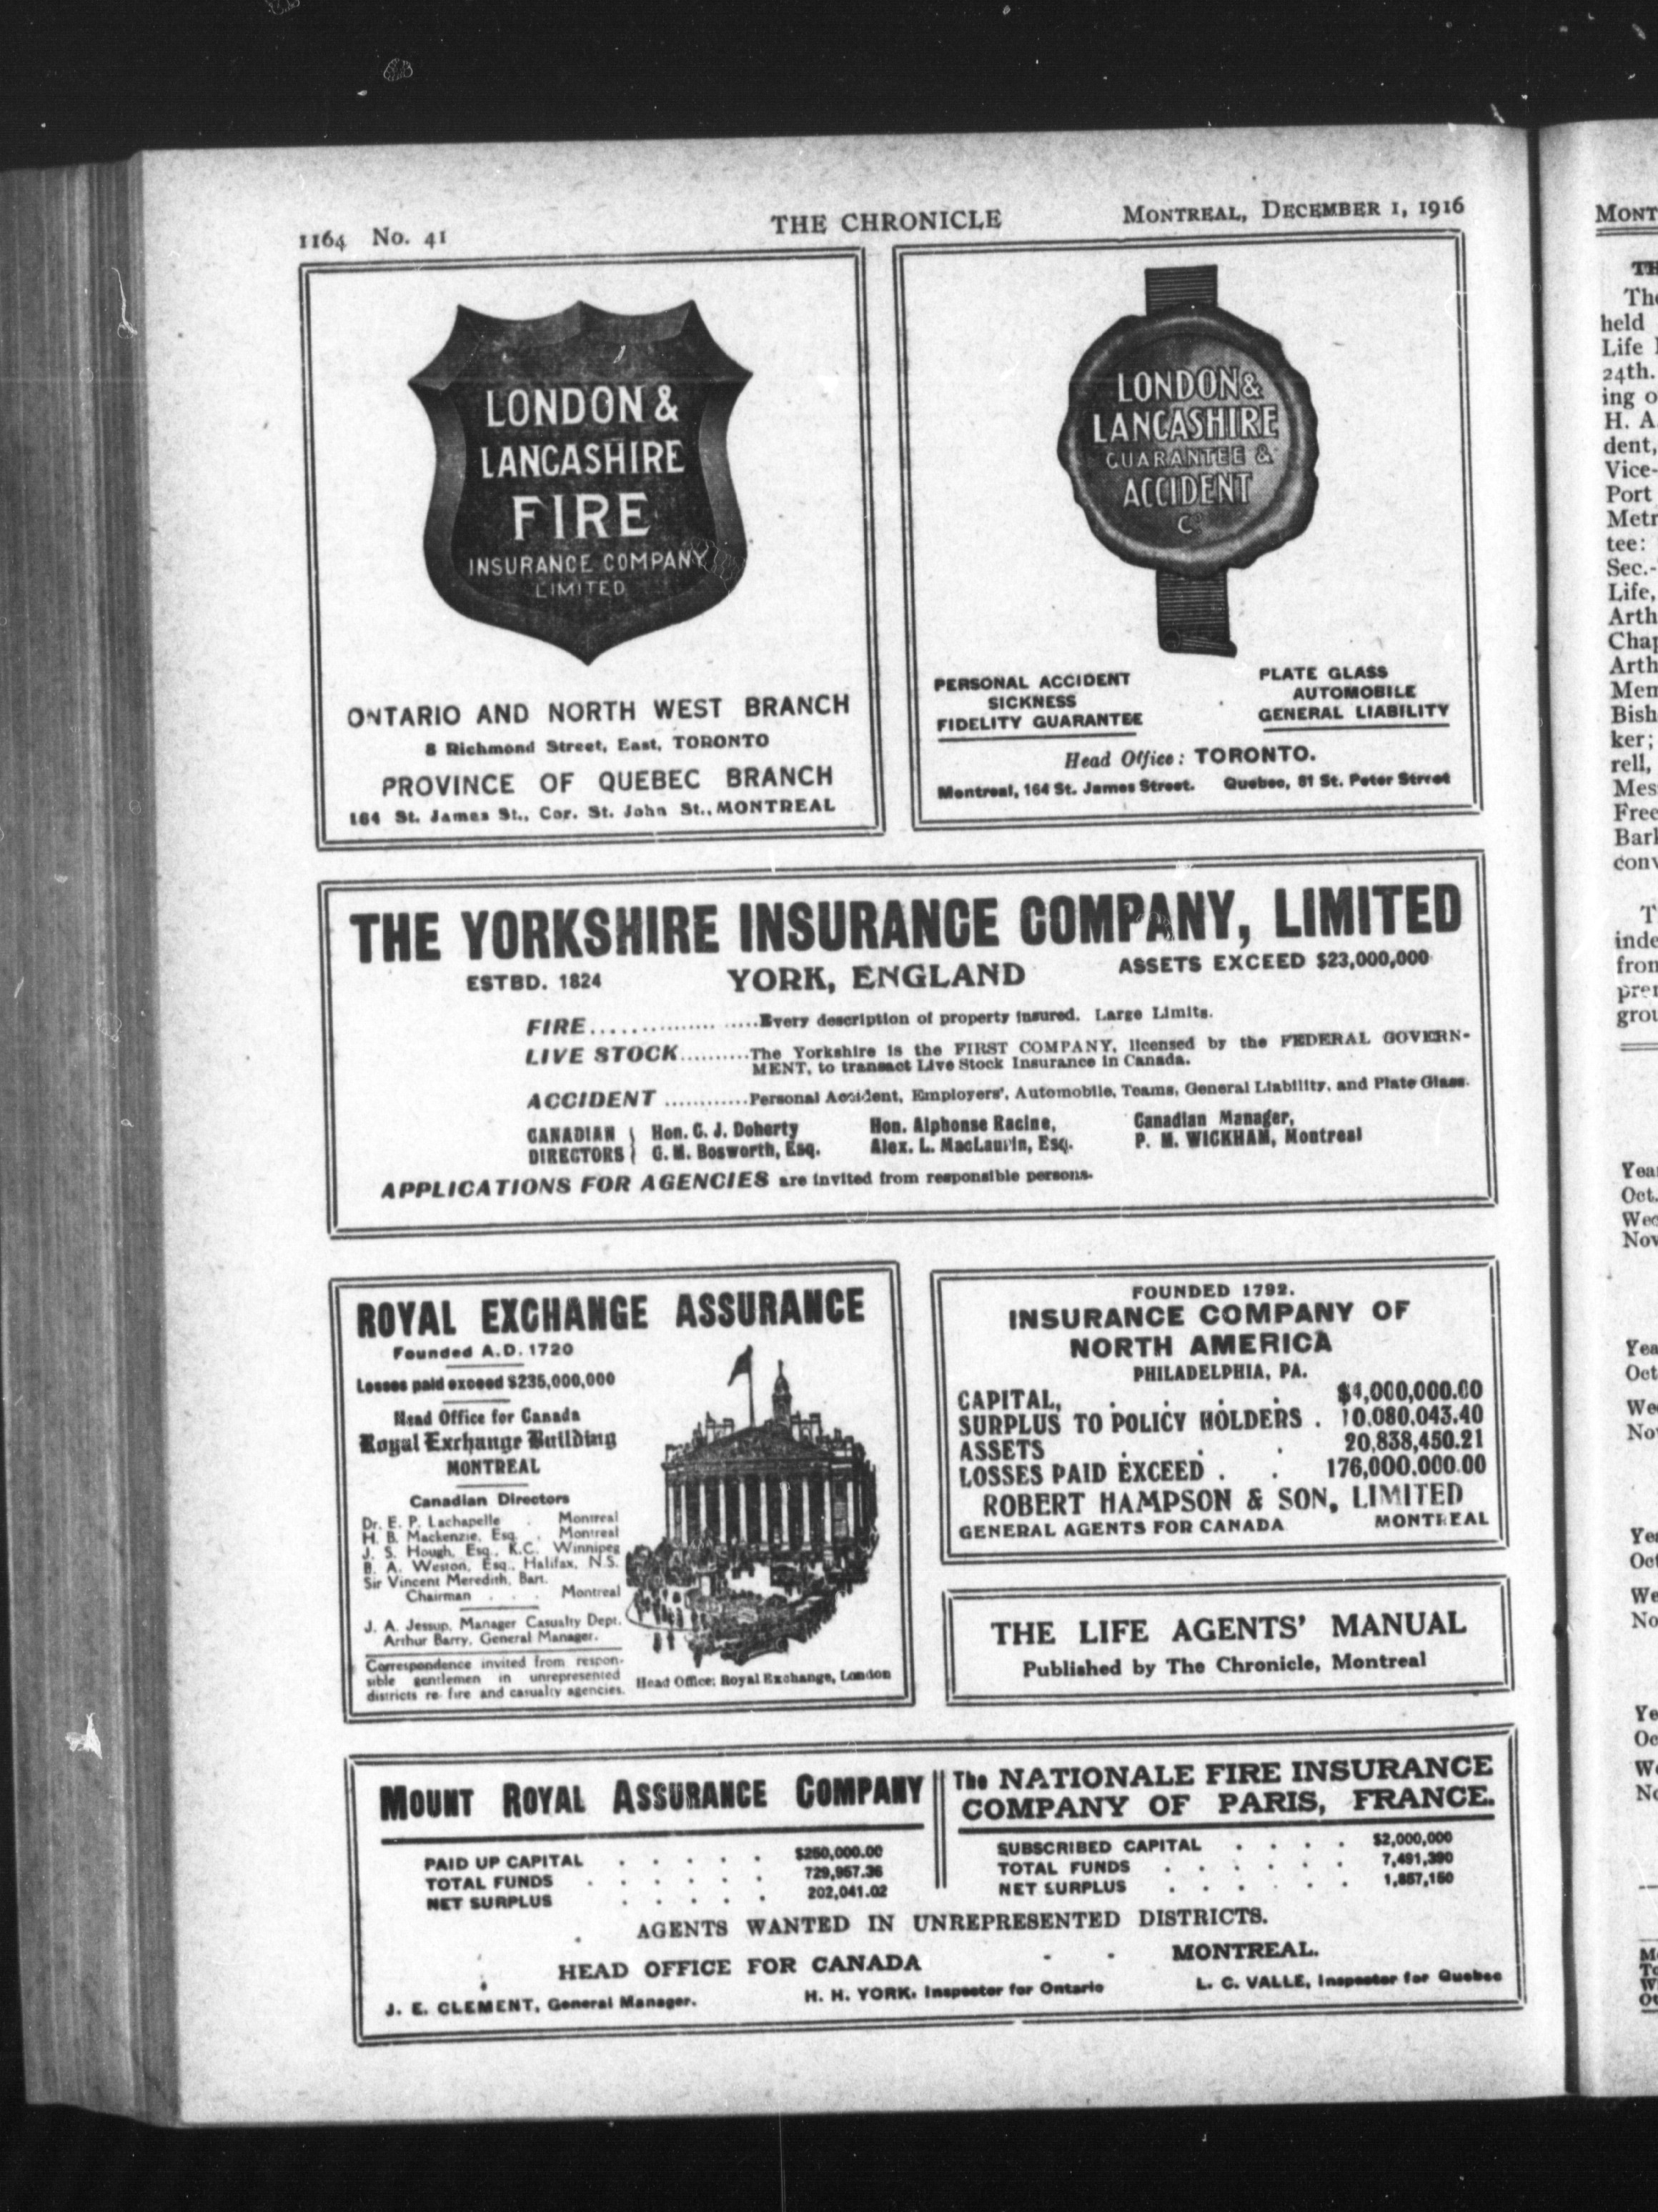 1164 No. 41
THE CHRONICLE
MONTREAL, DECEMBER 1, 1916
LONDON &
LANCASHIRE
FIRE
INSURANCE COMPANY
LIMITED
ONTARIO AND NORTH WEST BRANCH
8 Richmond Street, East, TORONTO
PROVINCE OF QUEBEC BRANCH
164 St. James St., Cor. St. John St., MONTREAL
LONDON &
LANCASHIRE
GUARANTEE &
ACCIDENT
Co
PERSONAL ACCIDENT
SICKNESS
FIDELITY GUARANTEE
PLATE GLASS
AUTOMOBILE
GENERAL LIABILITY
Head Office: TORONTO.
Montreal, 164 St. James Street. Quebec, 81 St. Peter Street
THE YORKSHIRE INSURANCE COMPANY, LIMITED
ESTBD. 1824 YORK, ENGLAND ASSETS EXCEED $23,000,000
FIRE..................Every description of property insured. Large Limits.
LIVE STOCK..........The Yorkshire is the FIRST COMPANY, licensed by the FEDERAL GOVERN-
MENT, to transact Live Stock Insurance in Canada.
ACCIDENT ............Personal Accident, Employers', Automobile, Teams, General Liability, and Plate Glass.
CANADIAN Hon. C. J. Doherty Hon. Alphonse Racine, Canadian Manager,
DIRECTORS G. M. Bosworth, Esq. Alex. L. MacLaurin, Esq. P. M. WICKHAM, Montreal
APPLICATIONS FOR AGENCIES are invited from responsible persons.
ROYAL EXCHANGE ASSURANCE
Founded A.D. 1720
Losses paid exceed $235,000,000
Head Office for Canada
Royal Exchange Building
MONTREAL
Canadian Directors
Dr. E. P. Lachapelle . Montreal
H. B. Mackenzie, Esq. . Montreal
J. S. Hough, Esq., K.C. Winnipeg
B. A. Weston, Esq., Halifax, N.S.
Sir Vincent Meredith, Bart.
Chairman . . . Montreal
J. A. Jessup, Manager Casualty Dept.
Arthur Barry, General Manager.
Correspondence invited from respon-
sible gentlemen in unrepresented
districts re fire and casualty agencies.
Head Office: Royal Exchange, London
FOUNDED 1792.
INSURANCE COMPANY OF
NORTH AMERICA
PHILADELPHIA, PA.
CAPITAL, . . . . $4,000,000.00
SURPLUS TO POLICY HOLDERS . 10,080,043.40
ASSETS . . . 20,838,450.21
LOSSES PAID EXCEED . . 176,000,000.00
ROBERT HAMPSON & SON, LIMITED
GENERAL AGENTS FOR CANADA MONTREAL
THE LIFE AGENTS' MANUAL
Published by The Chronicle, Montreal
MOUNT ROYAL ASSURANCE COMPANY
PAID UP CAPITAL . . . . . $250,000.00
TOTAL FUNDS . . . . . . 729,957.36
NET SURPLUS . . . . . 202,041.02
The NATIONALE FIRE INSURANCE
COMPANY OF PARIS, FRANCE.
SUBSCRIBED CAPITAL . . . . $2,000,000
TOTAL FUNDS . . . . . . 7,491,390
NET SURPLUS . . . . . . 1,857,150
AGENTS WANTED IN UNREPRESENTED DISTRICTS.
HEAD OFFICE FOR CANADA - - MONTREAL.
J. E. CLEMENT, General Manager. H. H. YORK, Inspector for Ontario L. C. VALLE, Inspector for Quebec